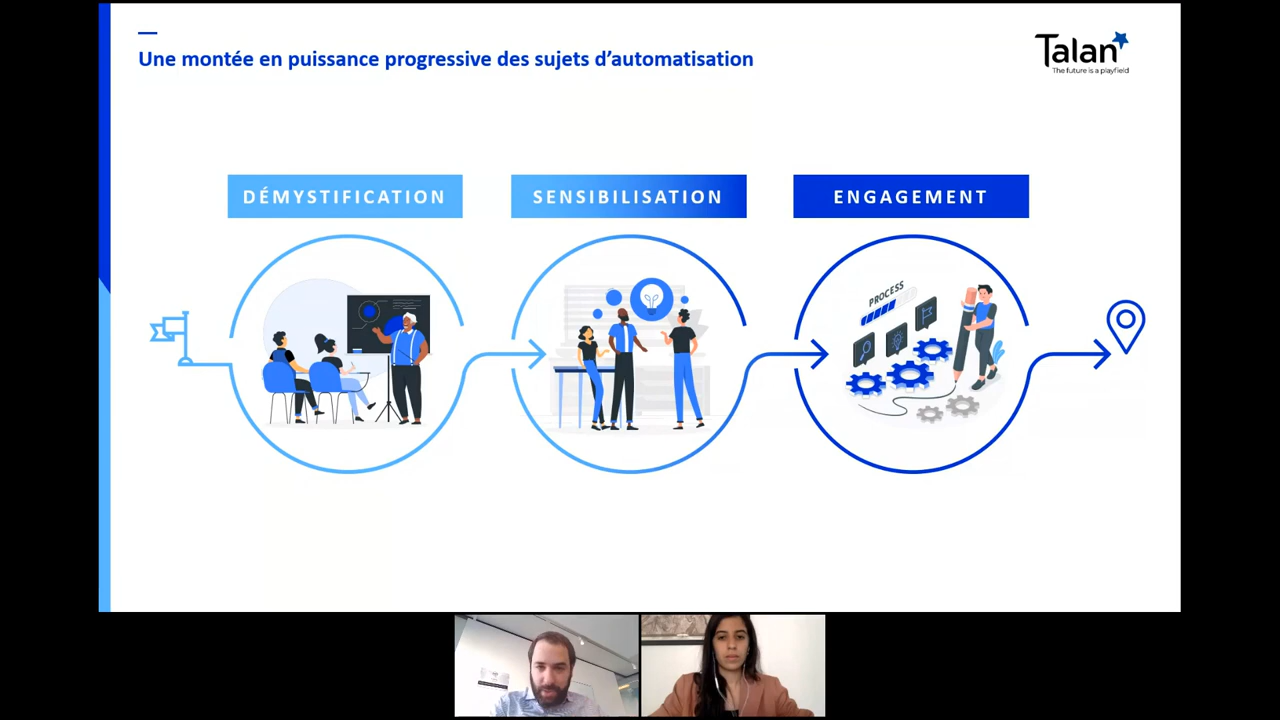 Une montée en puissance progressive des sujets d'automatisation
Talan
The future is a playfield
DÉMYSTIFICATION
SENSIBILISATION
ENGAGEMENT
PROCESS